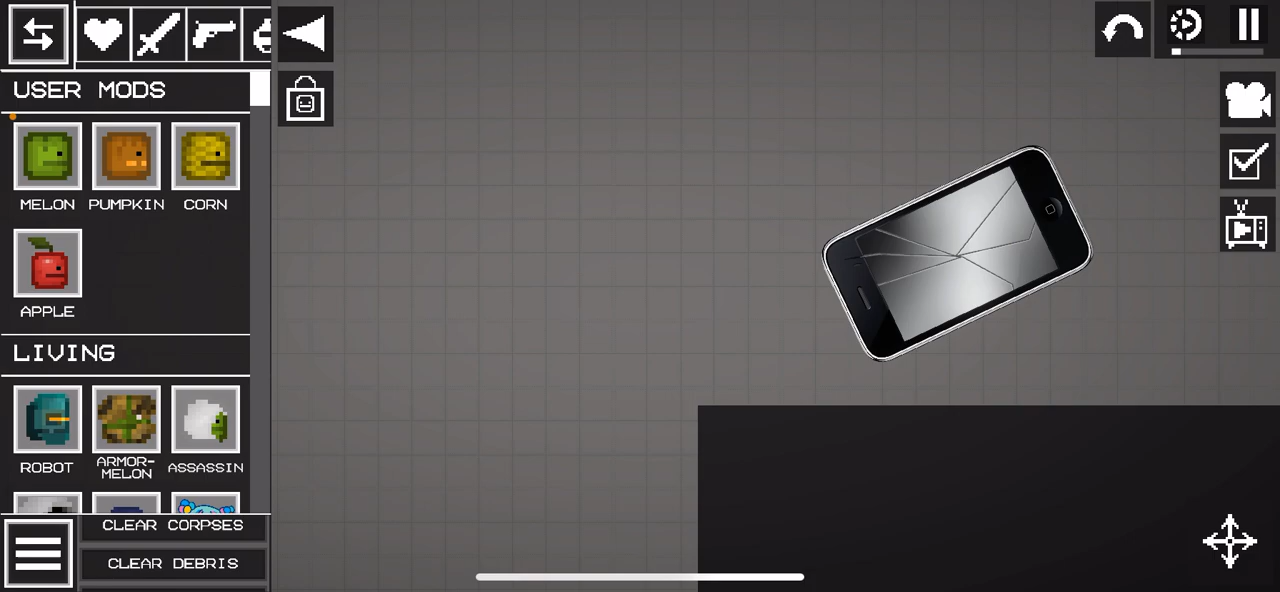 USER MODS
MELON
PUMPKIN
CORN
APPLE
LIVING
ROBOT
ARMOR-
MELON
ASSASSIN
CLEAR CORPSES
CLEAR DEBRIS